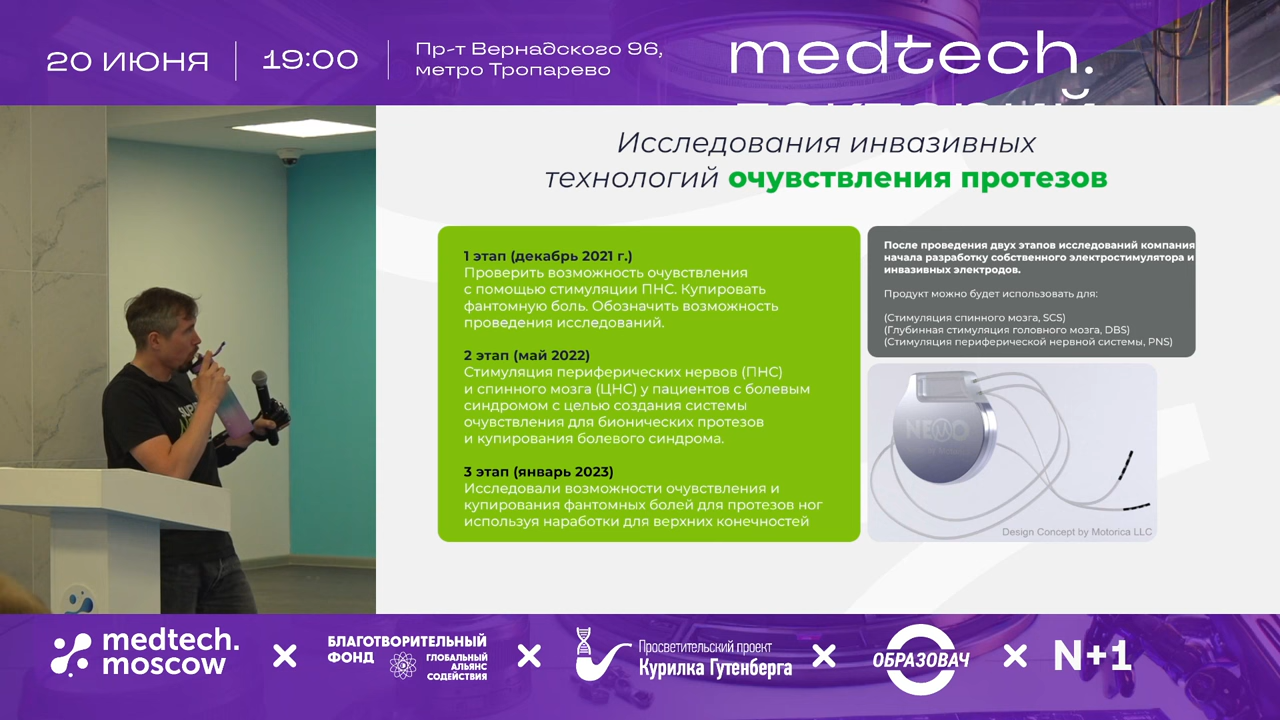 20 ИЮНЯ
19:00
Пр-т Вернадского 96,
метро Тропарево
medtech.
Исследования инвазивных
технологий очувствления протезов
1 этап (декабрь 2021 г.)
Проверить возможность очувствления
с помощью стимуляции ПНС. Купировать
фантомную боль. Обозначить возможность
проведения исследований.
2 этап (май 2022)
Стимуляция периферических нервов (ПНС)
и спинного мозга (ЦНС) у пациентов с болевым
синдромом с целью создания системы
очувствления для бионических протезов
и купирования болевого синдрома.
3 этап (январь 2023)
Исследовали возможности очувствления и
купирования фантомных болей для протезов ног
используя наработки для верхних конечностей
После проведения двух этапов исследований компания
начала разработку собственного электростимулятора и
инвазивных электродов.
Продукт можно будет использовать для:
(Стимуляция спинного мозга, SCS)
(Глубинная стимуляция головного мозга, DBS)
(Стимуляция периферической нервной системы, PNS)
Design Concept by Motorica LLC
medtech.
moscow
БЛАГОТВОРИТЕЛЬНЫЙ
ФОНД
ГЛОБАЛЬНЫЙ
АЛЬЯНС
СОДЕЙСТВИЯ
Просветительский проект
Курилка Гутенберга
ОБРАЗОВАЧ
N+1